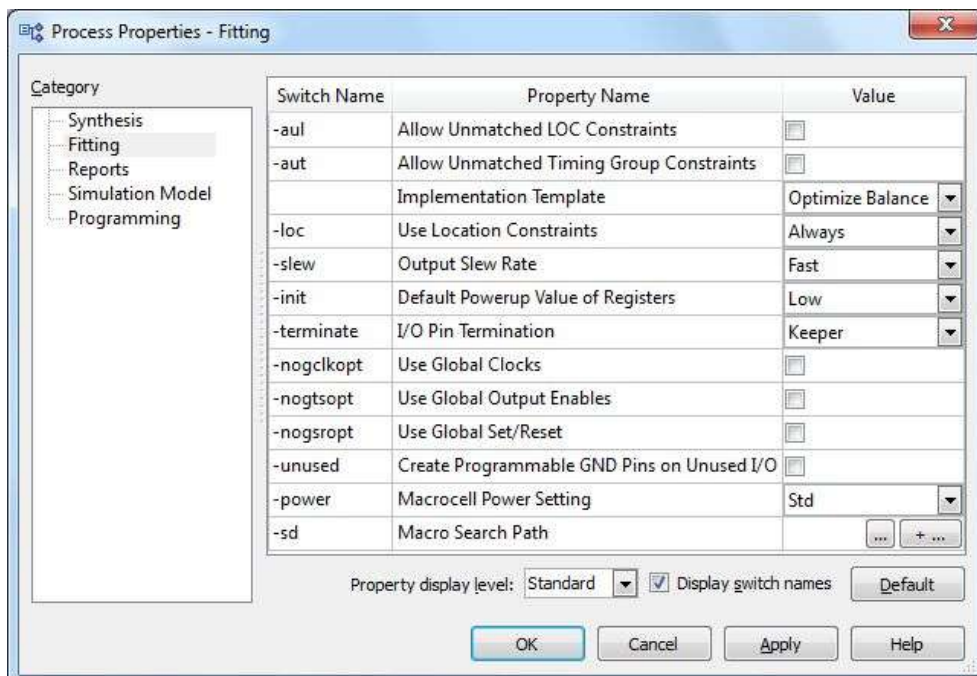 Process Properties - Fitting
Category
Synthesis
Fitting
Reports
Simulation Model
Programming
Switch Name Property Name Value
-aul Allow Unmatched LOC Constraints
-aut Allow Unmatched Timing Group Constraints
Implementation Template Optimize Balance
-loc Use Location Constraints Always
-slew Output Slew Rate Fast
-init Default Powerup Value of Registers Low
-terminate I/O Pin Termination Keeper
-nogclkopt Use Global Clocks
-nogtsopt Use Global Output Enables
-nogsropt Use Global Set/Reset
-unused Create Programmable GND Pins on Unused I/O
-power Macrocell Power Setting Std
-sd Macro Search Path ... + ...
Property display level: Standard Display switch names Default
OK Cancel Apply Help